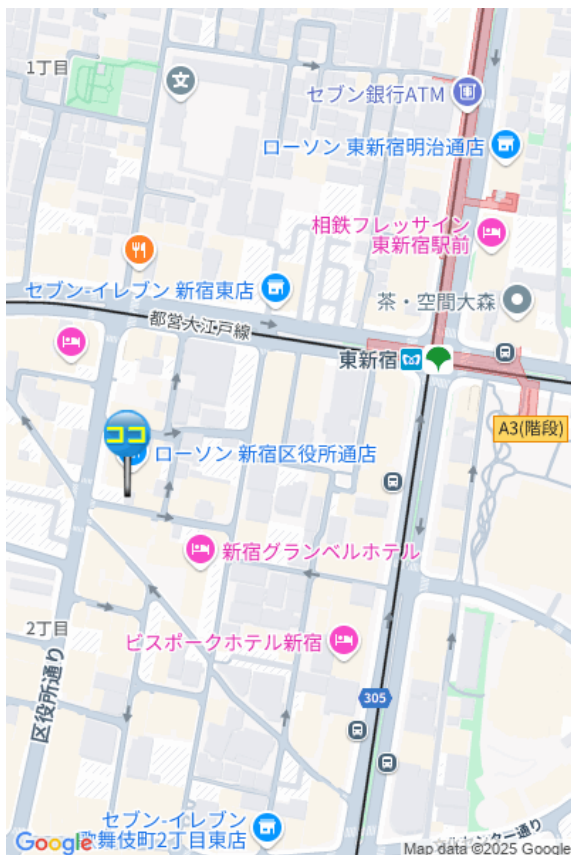 1丁目
文
セブン銀行ATM
ローソン 東新宿明治通店
相鉄フレッサイン
東新宿駅前
セブン-イレブン 新宿東店
茶・空間大森
都営大江戸線
東新宿
A3(階段)
ココ
ローソン 新宿区役所通店
新宿グランベルホテル
2丁目
ビスポークホテル新宿
区役所通り
305
セブン-イレブン
歌舞伎町2丁目東店
Google
Map data ©2025 Google